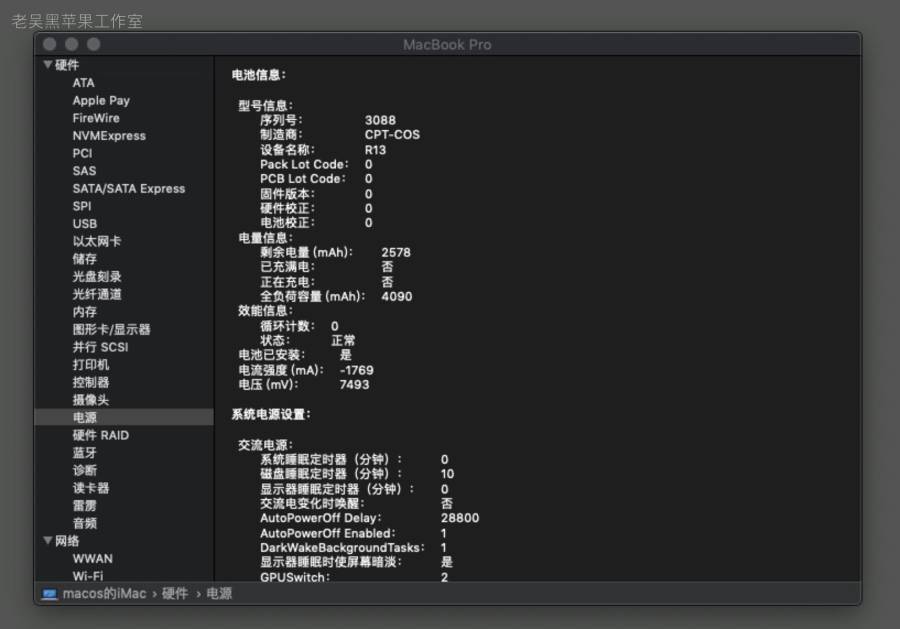 老吴黑苹果工作室
MacBook Pro
硬件
ATA
Apple Pay
FireWire
NVMExpress
PCI
SAS
SATA/SATA Express
SPI
USB
以太网卡
储存
光盘刻录
光纤通道
内存
图形卡/显示器
并行 SCSI
打印机
控制器
摄像头
电源
硬件 RAID
蓝牙
诊断
读卡器
雷雳
音频
网络
WWAN
Wi-Fi
电池信息：
型号信息：
序列号： 3088
制造商： CPT-COS
设备名称： R13
Pack Lot Code： 0
PCB Lot Code： 0
固件版本： 0
硬件校正： 0
电池校正： 0
电量信息：
剩余电量 (mAh)： 2578
已充满电： 否
正在充电： 否
全负荷容量 (mAh)： 4090
效能信息：
循环计数： 0
状态： 正常
电池已安装： 是
电流强度 (mA)： -1769
电压 (mV)： 7493
系统电源设置：
交流电源：
系统睡眠定时器（分钟）： 0
磁盘睡眠定时器（分钟）： 10
显示器睡眠定时器（分钟）： 0
交流电变化时唤醒： 否
AutoPowerOff Delay： 28800
AutoPowerOff Enabled： 1
DarkWakeBackgroundTasks： 1
显示器睡眠时使屏幕暗淡： 是
GPUSwitch： 2
macos的iMac › 硬件 › 电源